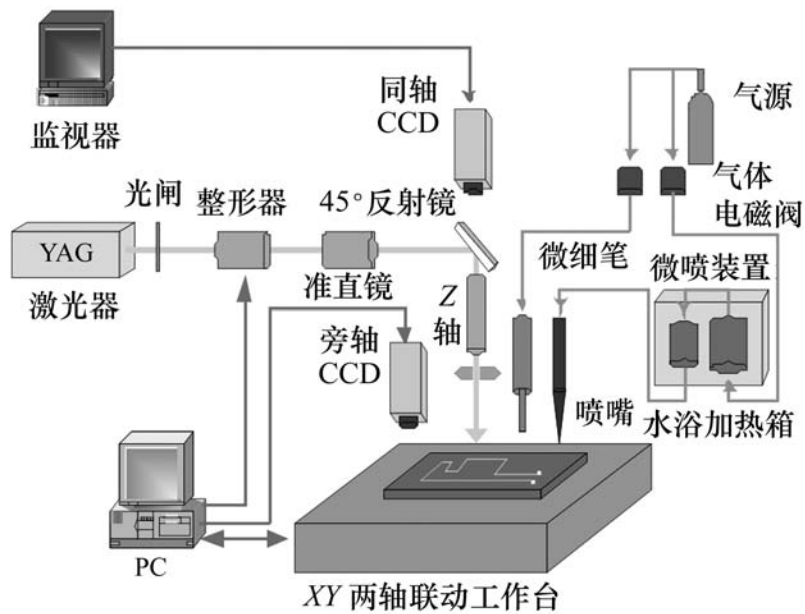 监视器
同轴
CCD
气源
光闸
整形器
45°反射镜
气体
电磁阀
YAG
激光器
准直镜
Z
轴
微细笔
微喷装置
旁轴
CCD
喷嘴
水浴加热箱
PC
XY 两轴联动工作台